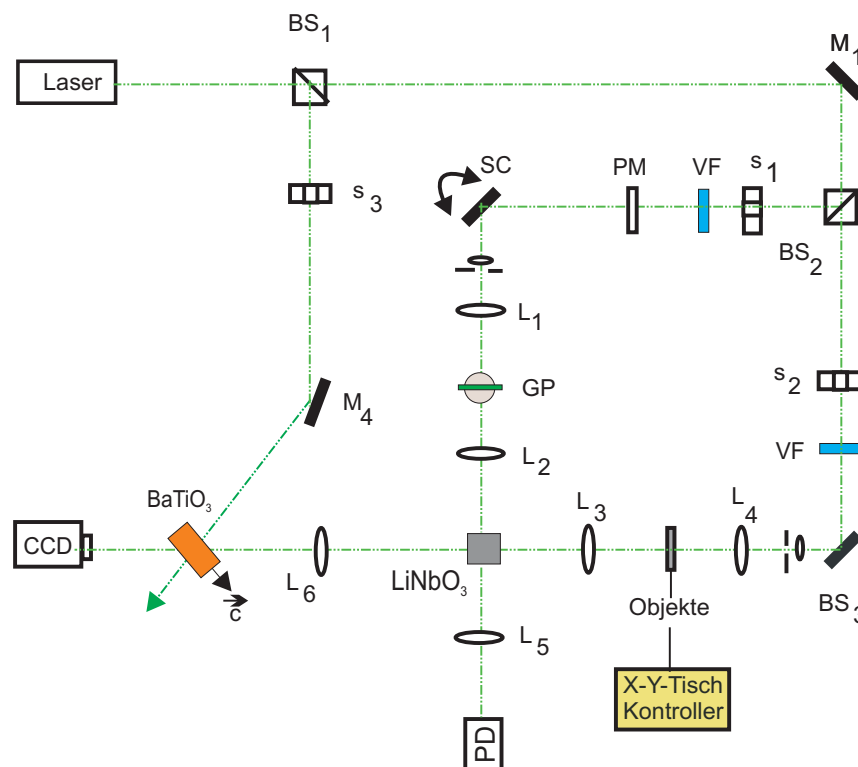 BS1
M1
Laser
SC
PM
VF
s1
s3
BS2
L1
s2
GP
M4
L2
VF
BaTiO3
L3
L4
CCD
L6
LiNbO3
c
Objekte
BS3
L5
X-Y-Tisch
Kontroller
PD